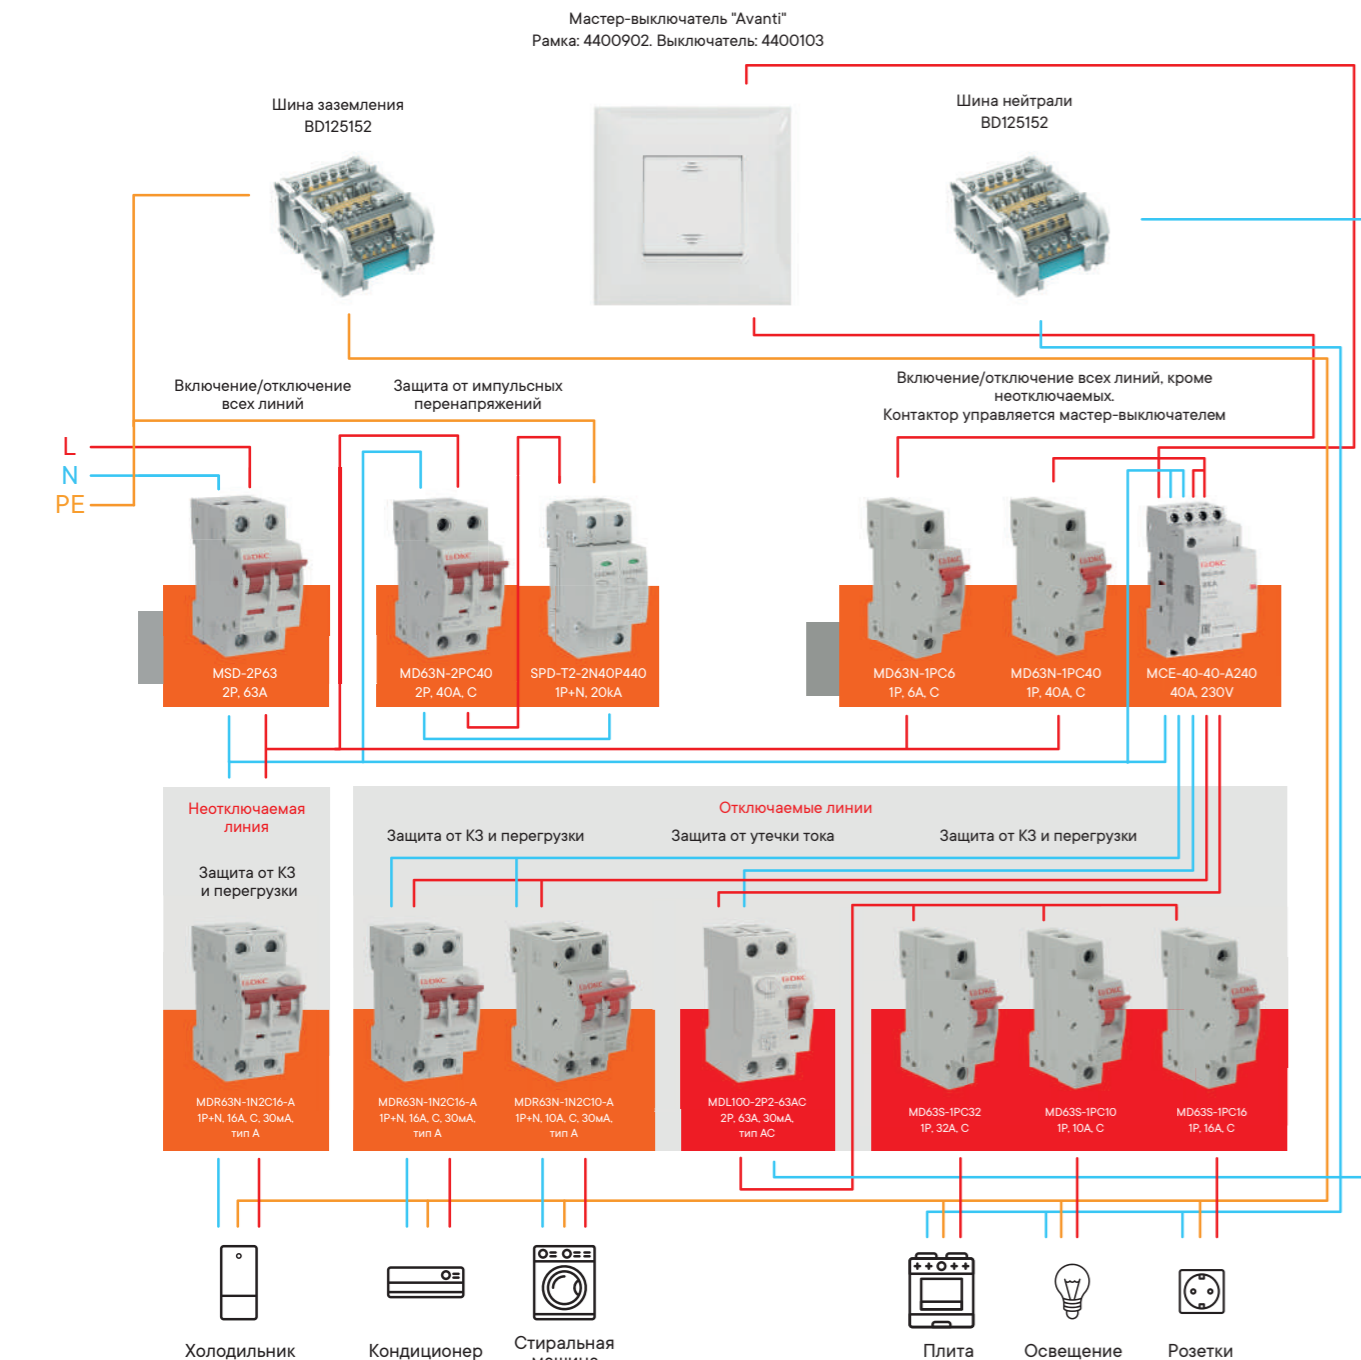 Мастер-выключатель "Avanti"
Рамка: 4400902. Выключатель: 4400103
Шина заземления
BD125152
Шина нейтрали
BD125152
Включение/отключение
всех линий
Защита от импульсных
перенапряжений
Включение/отключение всех линий, кроме
неотключаемых.
Контактор управляется мастер-выключателем
L
N
PE
MSD-2P63
2P, 63A
MD63N-2PC40
2P, 40A, C
SPD-T2-2N40P440
1P+N, 20kA
MD63N-1PC6
1P, 6A, C
MD63N-1PC40
1P, 40A, C
MCE-40-40-A240
40A, 230V
Неотключаемая
линия
Защита от КЗ
и перегрузки
Отключаемые линии
Защита от КЗ и перегрузки
Защита от утечки тока
Защита от КЗ и перегрузки
MDR63N-1N2C16-A
1P+N, 16A, C, 30мА,
тип А
MDR63N-1N2C16-A
1P+N, 16A, C, 30мА,
тип А
MDR63N-1N2C10-A
1P+N, 10A, C, 30мА,
тип А
MDL100-2P2-63AC
2P, 63A, 30мА,
тип АС
MD63S-1PC32
1P, 32A, C
MD63S-1PC10
1P, 10A, C
MD63S-1PC16
1P, 16A, C
Холодильник
Кондиционер
Стиральная
машина
Плита
Освещение
Розетки